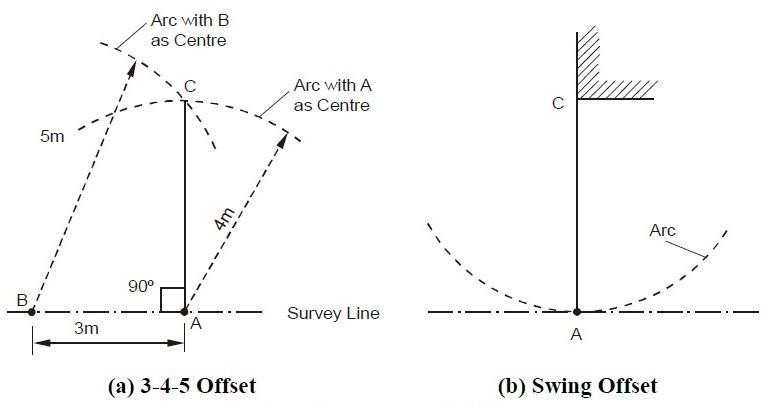 Arc with B
as Centre
C
Arc with A
as Centre
5m
4m
90º
B
A
Survey Line
3m
(a) 3-4-5 Offset
C
Arc
A
(b) Swing Offset